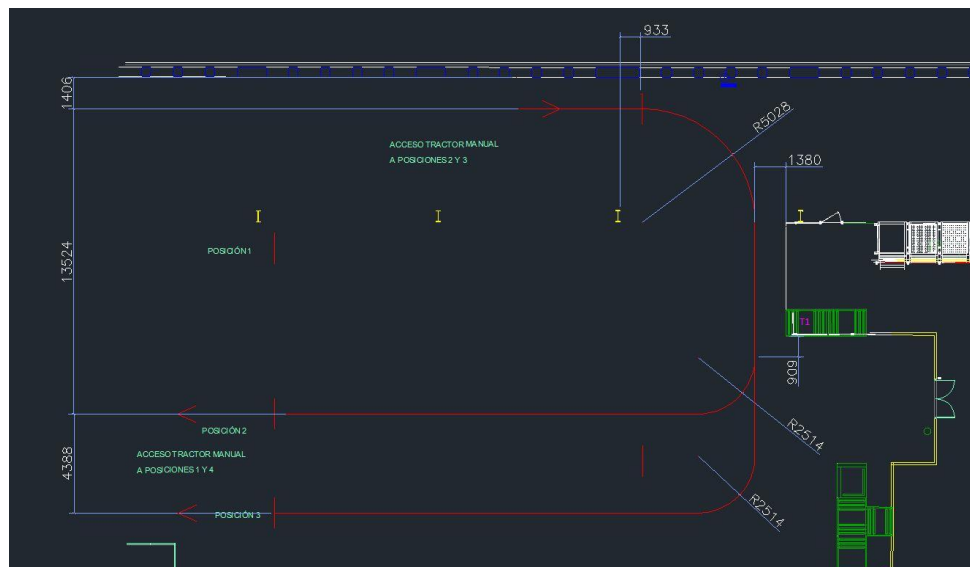 933
1406
R5028
ACCESO TRACTOR MANUAL
A POSICIONES 2 Y 3
1380
POSICIÓN 1
13524
T1
909
POSICIÓN 2
R2514
ACCESO TRACTOR MANUAL
A POSICIONES 1 Y 4
4388
R2514
POSICIÓN 3